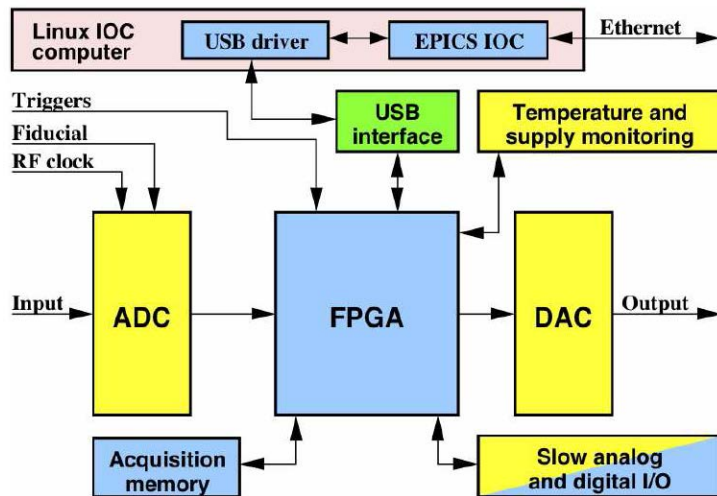 Linux IOC
computer
USB driver
EPICS IOC
Ethernet
Triggers
Fiducial
RF clock
USB
interface
Temperature and
supply monitoring
Input
ADC
FPGA
DAC
Output
Acquisition
memory
Slow analog
and digital I/O